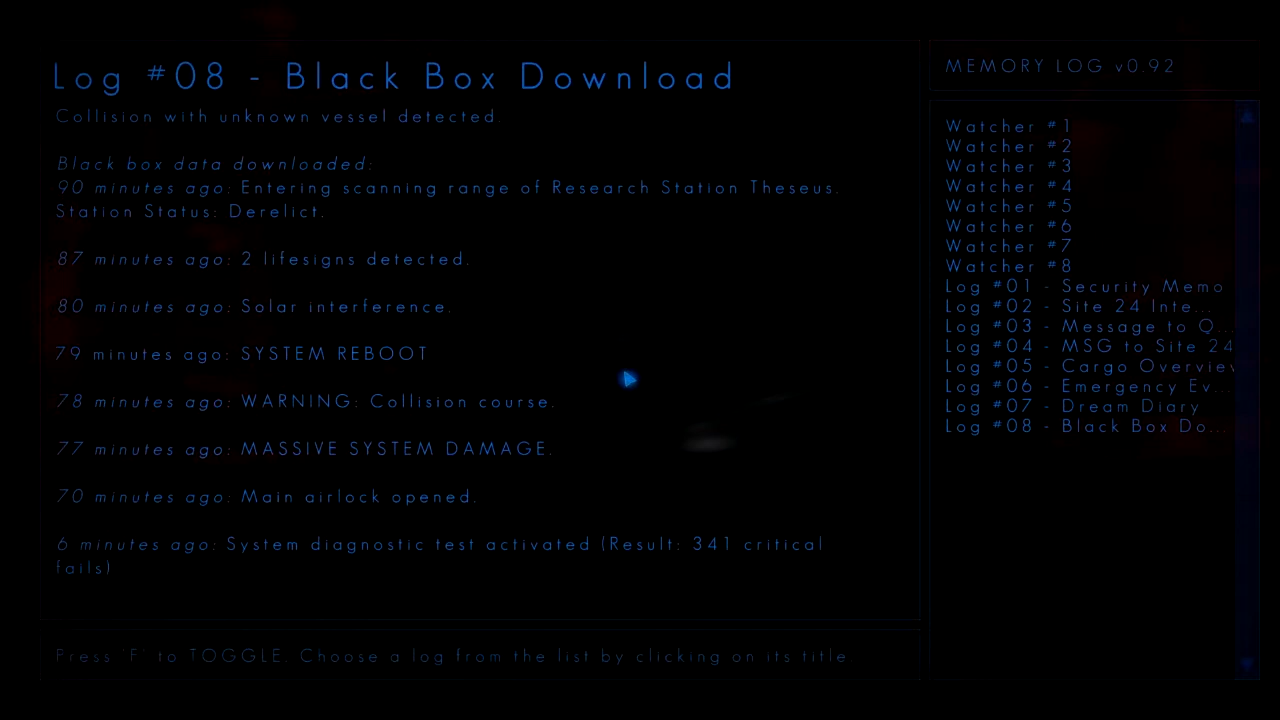 Log #08 - Black Box Download
Collision with unknown vessel detected.
Black box data downloaded:
90 minutes ago: Entering scanning range of Research Station Theseus.
Station Status: Derelict.
87 minutes ago: 2 lifesigns detected.
80 minutes ago: Solar interference.
79 minutes ago: SYSTEM REBOOT
78 minutes ago: WARNING: Collision course.
77 minutes ago: MASSIVE SYSTEM DAMAGE.
70 minutes ago: Main airlock opened.
6 minutes ago: System diagnostic test activated (Result: 341 critical
fails)
Press 'F' to TOGGLE. Choose a log from the list by clicking on its title
MEMORY LOG v0.92
Watcher #1
Watcher #2
Watcher #3
Watcher #4
Watcher #5
Watcher #6
Watcher #7
Watcher #8
Log #01 - Security Memo
Log #02 - Site 24 Inte...
Log #03 - Message to Q...
Log #04 - MSG to Site 24
Log #05 - Cargo Overview
Log #06 - Emergency Ev...
Log #07 - Dream Diary
Log #08 - Black Box Do...